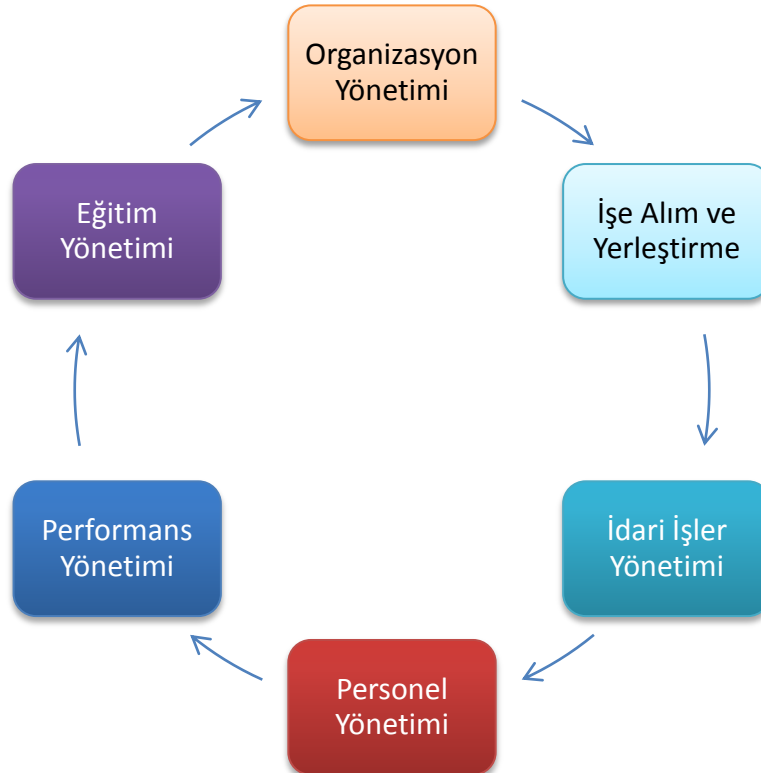 Organizasyon
Yönetimi
İşe Alım ve
Yerleştirme
İdari İşler
Yönetimi
Personel
Yönetimi
Performans
Yönetimi
Eğitim
Yönetimi